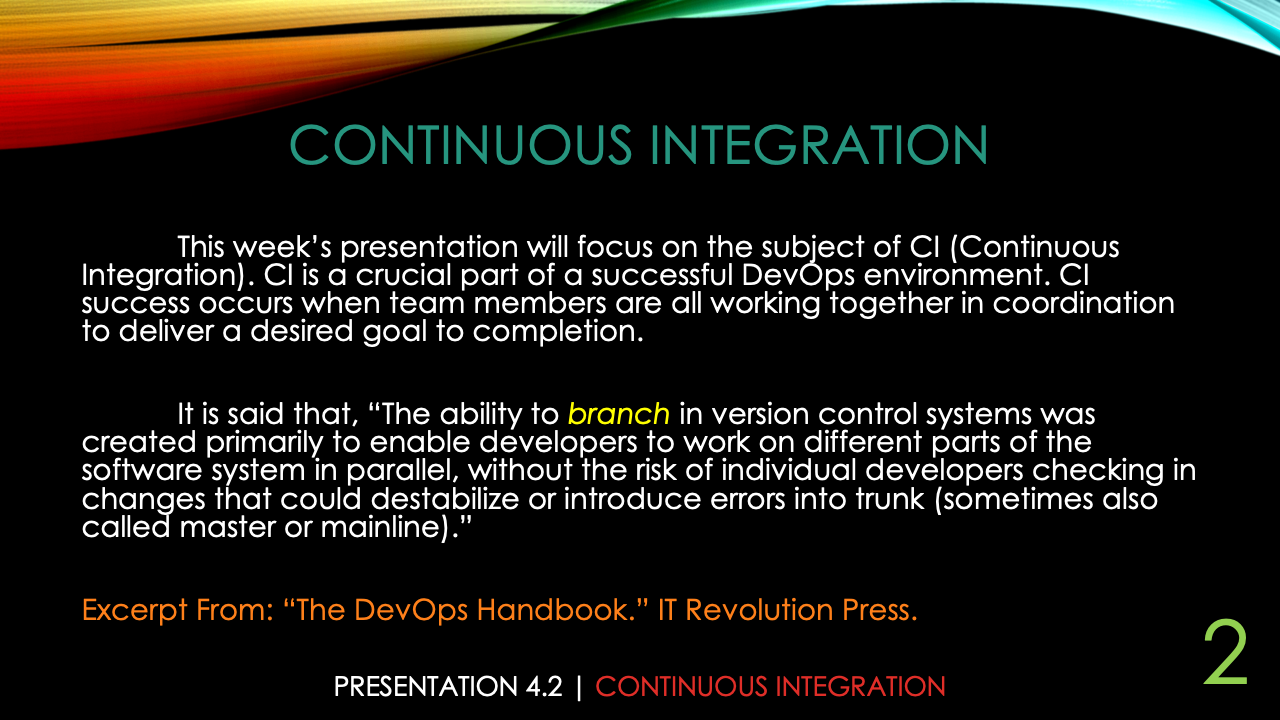 CONTINUOUS INTEGRATION
This week’s presentation will focus on the subject of CI (Continuous
Integration). CI is a crucial part of a successful DevOps environment. CI
success occurs when team members are all working together in coordination
to deliver a desired goal to completion.
It is said that, “The ability to branch in version control systems was
created primarily to enable developers to work on different parts of the
software system in parallel, without the risk of individual developers checking in
changes that could destabilize or introduce errors into trunk (sometimes also
called master or mainline).”
Excerpt From: “The DevOps Handbook.” IT Revolution Press.
2
PRESENTATION 4.2 | CONTINUOUS INTEGRATION